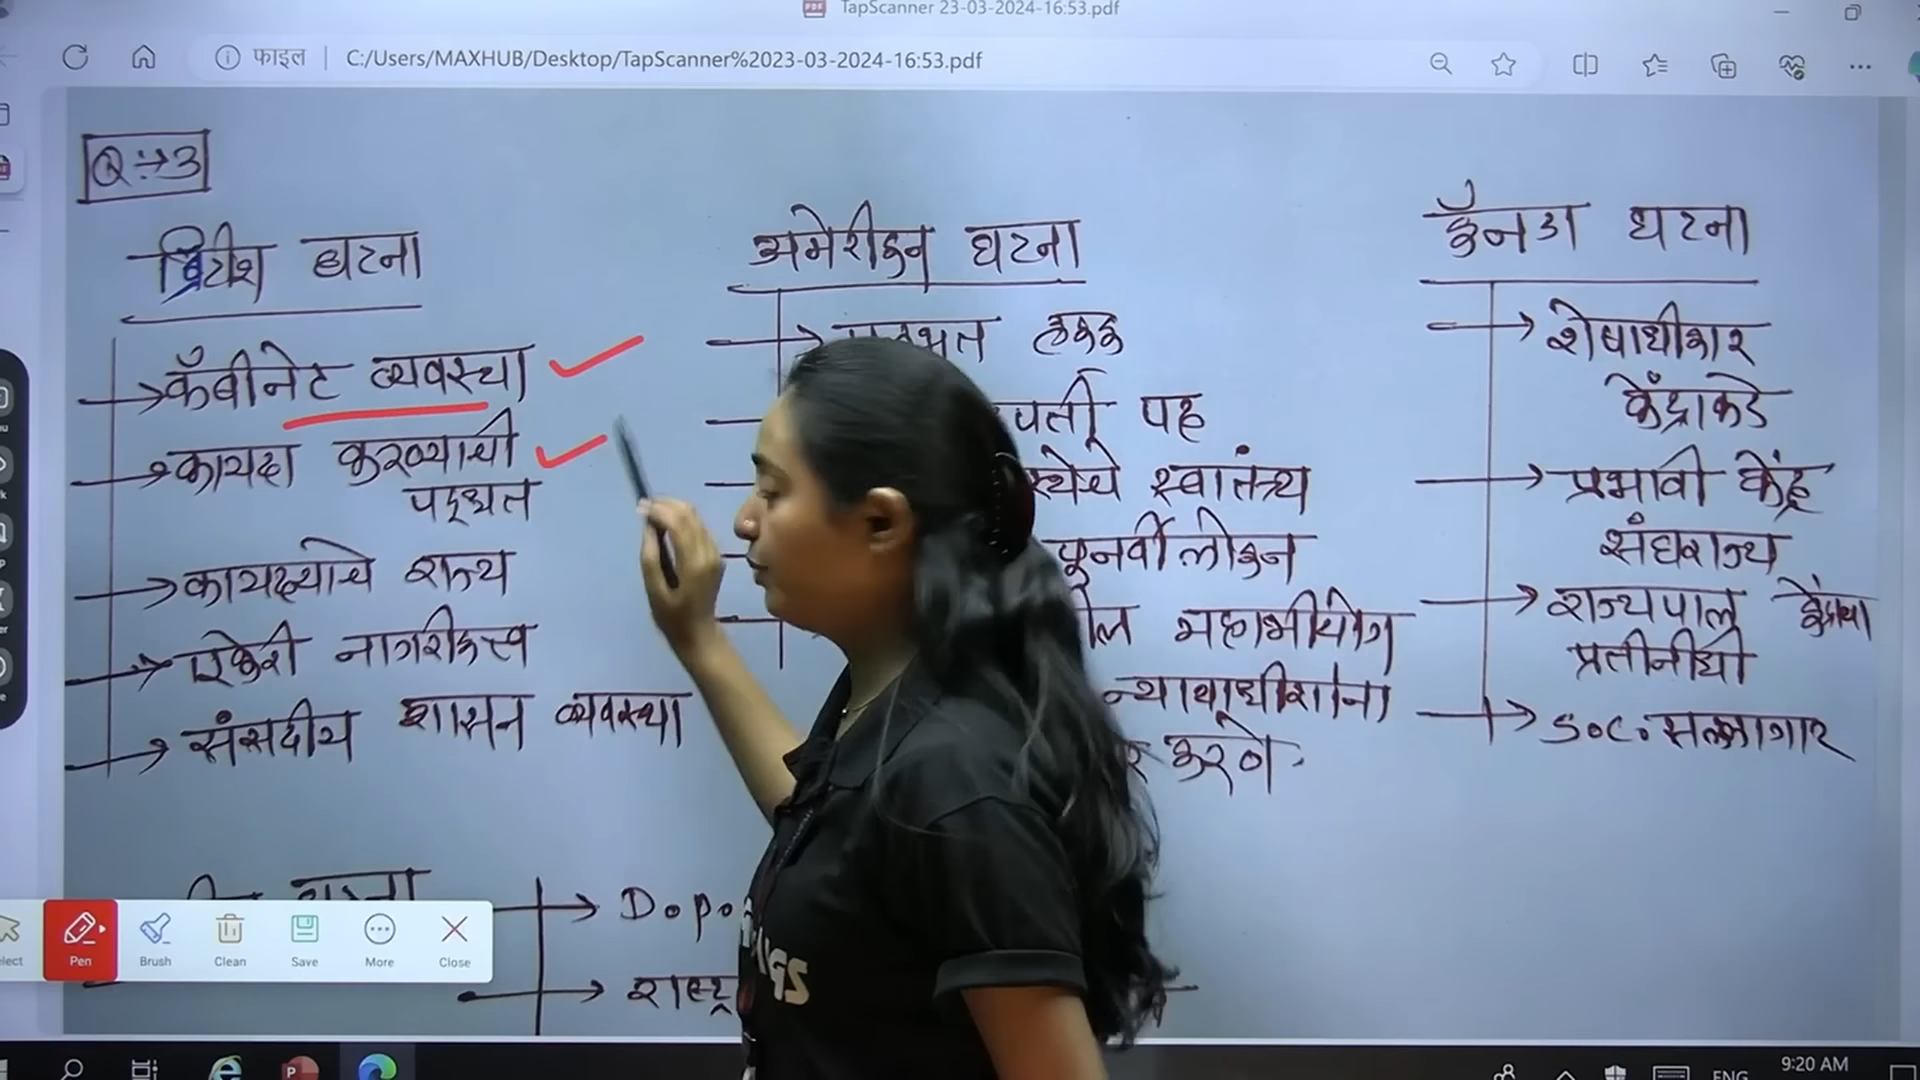 TapScanner 23-03-2024-16:53.pdf
फाइल
C:/Users/MAXHUB/Desktop/TapScanner%2023-03-2024-16:53.pdf
Q→3
ब्रिटीश घटना
कॅबीनेट व्यवस्था
कायदा करण्याची
पद्धत
कायद्याचे राज्य
एकेरी नागरीकत्त्व
संसदीय शासन व्यवस्था
अमेरीकन घटना
हक्क
पती पद
स्थेचे स्वातंत्र्य
पूनर्वीलोकन
ील महाभीयोग
न्यायाधीशांना
करणे
कॅनडा घटना
शेषाधीकार
केंद्राकडे
प्रभावी केंद्र
संघराज्य
राज्यपाल केंद्राचा
प्रतीनीधी
S.C. सल्लागार
घटना
D.P.
राष्ट्र
Pen
Brush
Clean
Save
More
Close
NGS
9:20 AM
ENG